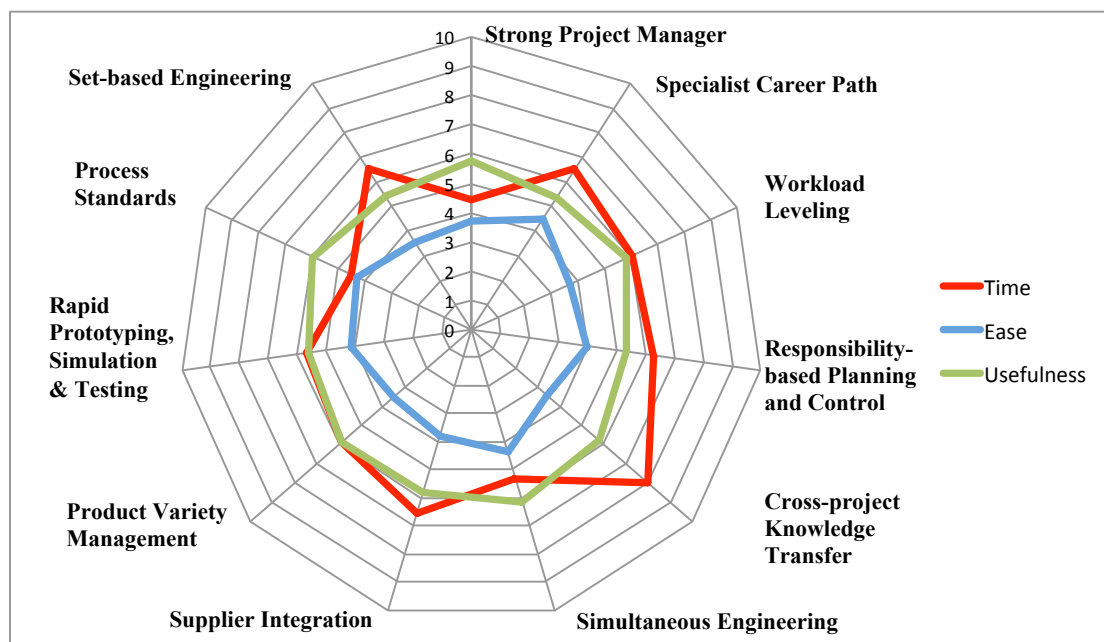 Strong Project Manager
Specialist Career Path
Workload
Leveling
Responsibility-
based Planning
and Control
Cross-project
Knowledge
Transfer
Simultaneous Engineering
Supplier Integration
Product Variety
Management
Rapid
Prototyping,
Simulation
& Testing
Process
Standards
Set-based Engineering
10
9
8
7
6
5
4
3
2
1
0
Time
Ease
Usefulness